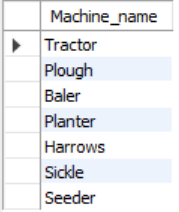 Machine_name
Tractor
Plough
Baler
Planter
Harrows
Sickle
Seeder